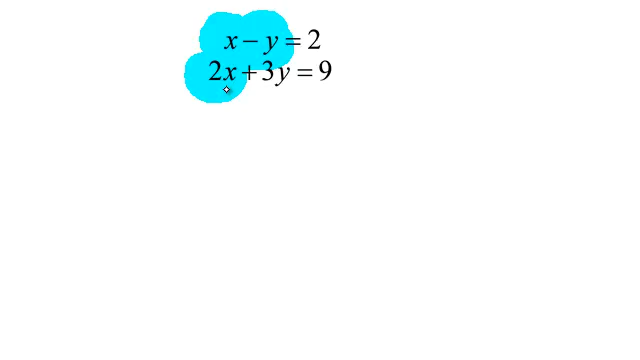 x − y = 2
2x + 3y = 9